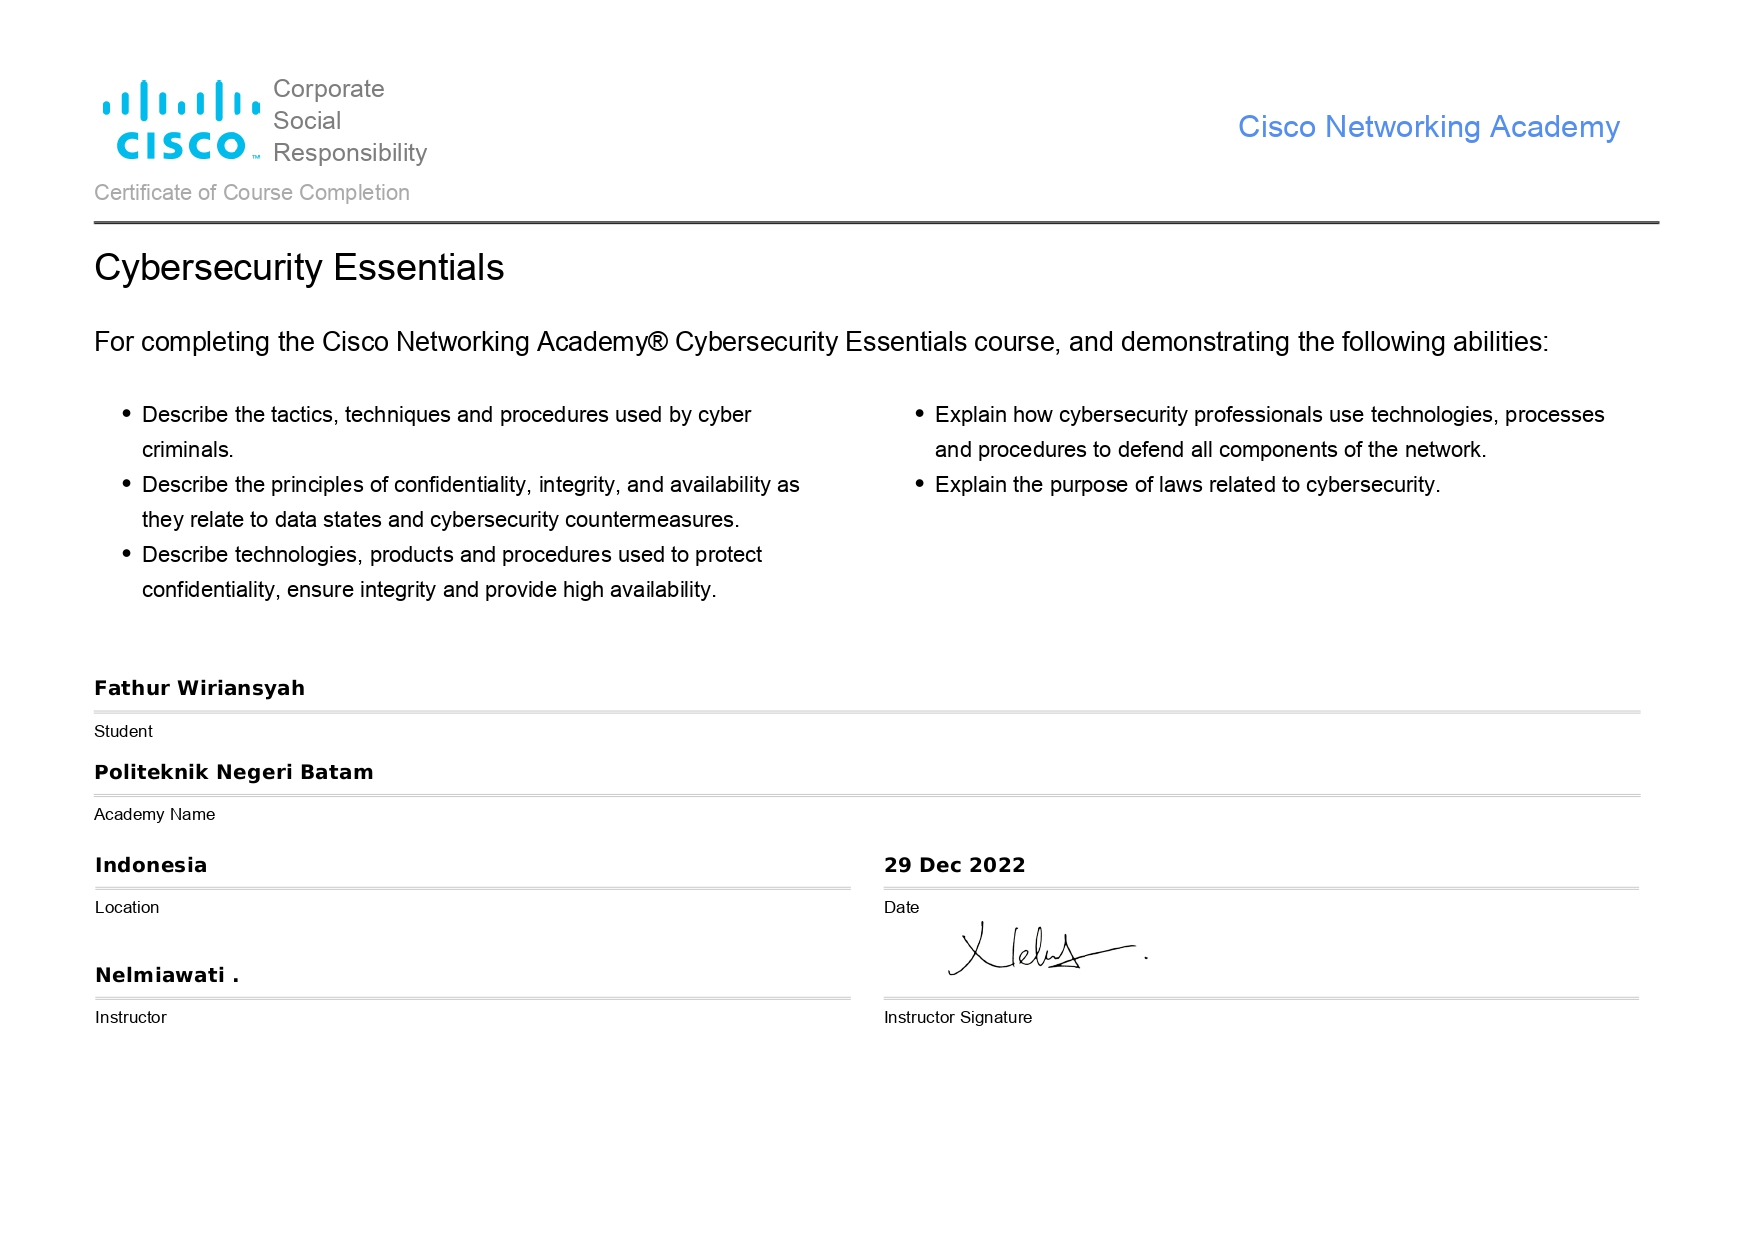 Corporate
Social
Responsibility
CISCO™
Cisco Networking Academy
Certificate of Course Completion
Cybersecurity Essentials
For completing the Cisco Networking Academy® Cybersecurity Essentials course, and demonstrating the following abilities:
• Describe the tactics, techniques and procedures used by cyber
criminals.
• Describe the principles of confidentiality, integrity, and availability as
they relate to data states and cybersecurity countermeasures.
• Describe technologies, products and procedures used to protect
confidentiality, ensure integrity and provide high availability.
• Explain how cybersecurity professionals use technologies, processes
and procedures to defend all components of the network.
• Explain the purpose of laws related to cybersecurity.
Fathur Wiriansyah
Student
Politeknik Negeri Batam
Academy Name
Indonesia
Location
29 Dec 2022
Date
Nelmiawati .
Instructor
Instructor Signature